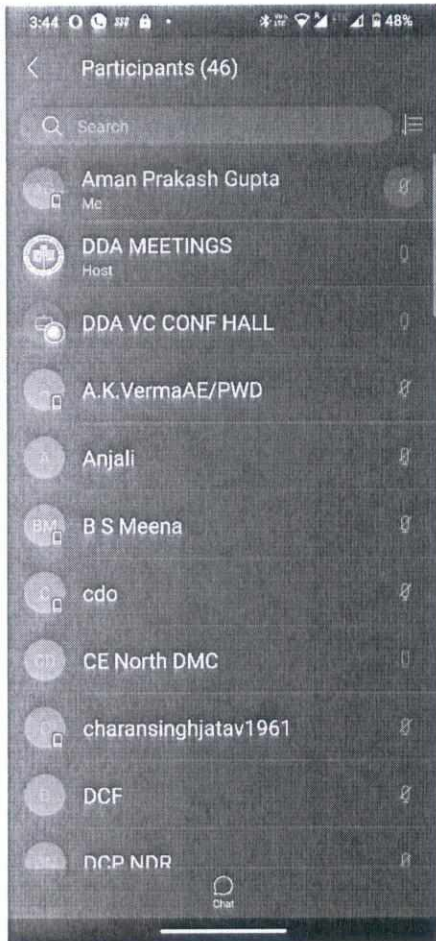 3:44 48%
Participants (46)
Search
Aman Prakash Gupta
Me
DDA MEETINGS
Host
DDA VC CONF HALL
A.K.VermaAE/PWD
A Anjali
BM B S Meena
C cdo
CE North DMC
charansinghjatav1961
D DCF
DCP NDR
Chat